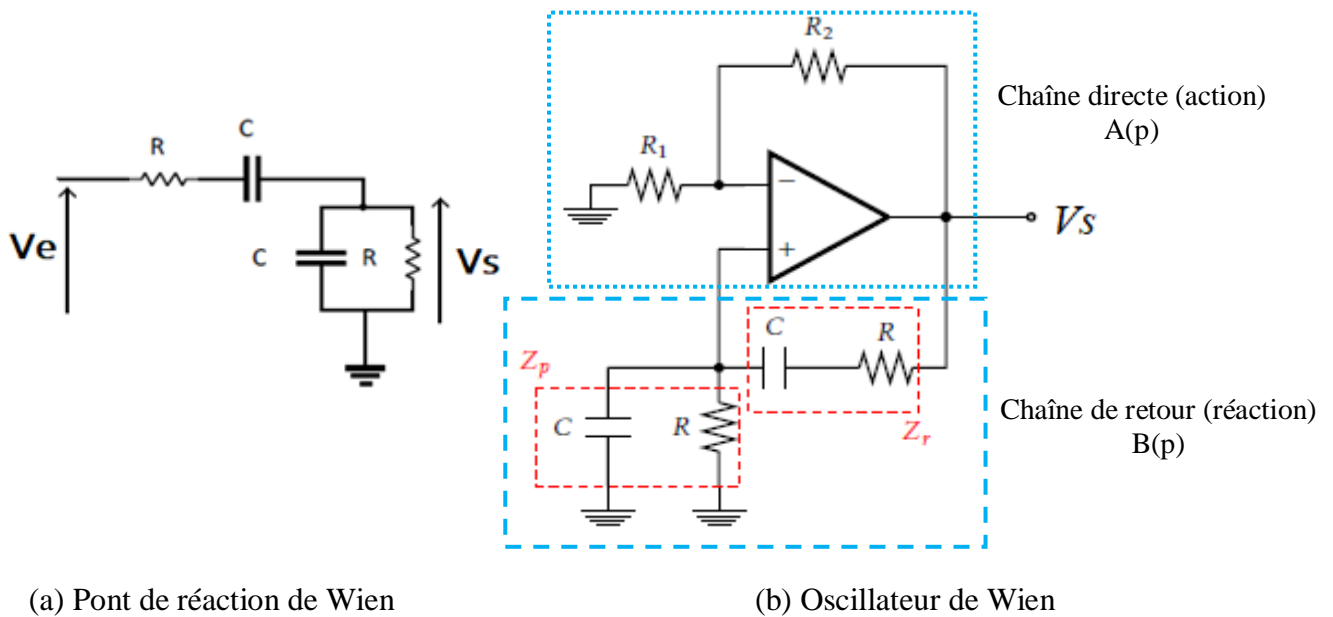 R
C
C
R
Ve
Vs
R₂
R₁
−
+
Vs
C
R
Zₚ
C
R
Zᵣ
Chaîne directe (action)
A(p)
Chaîne de retour (réaction)
B(p)
(a) Pont de réaction de Wien
(b) Oscillateur de Wien